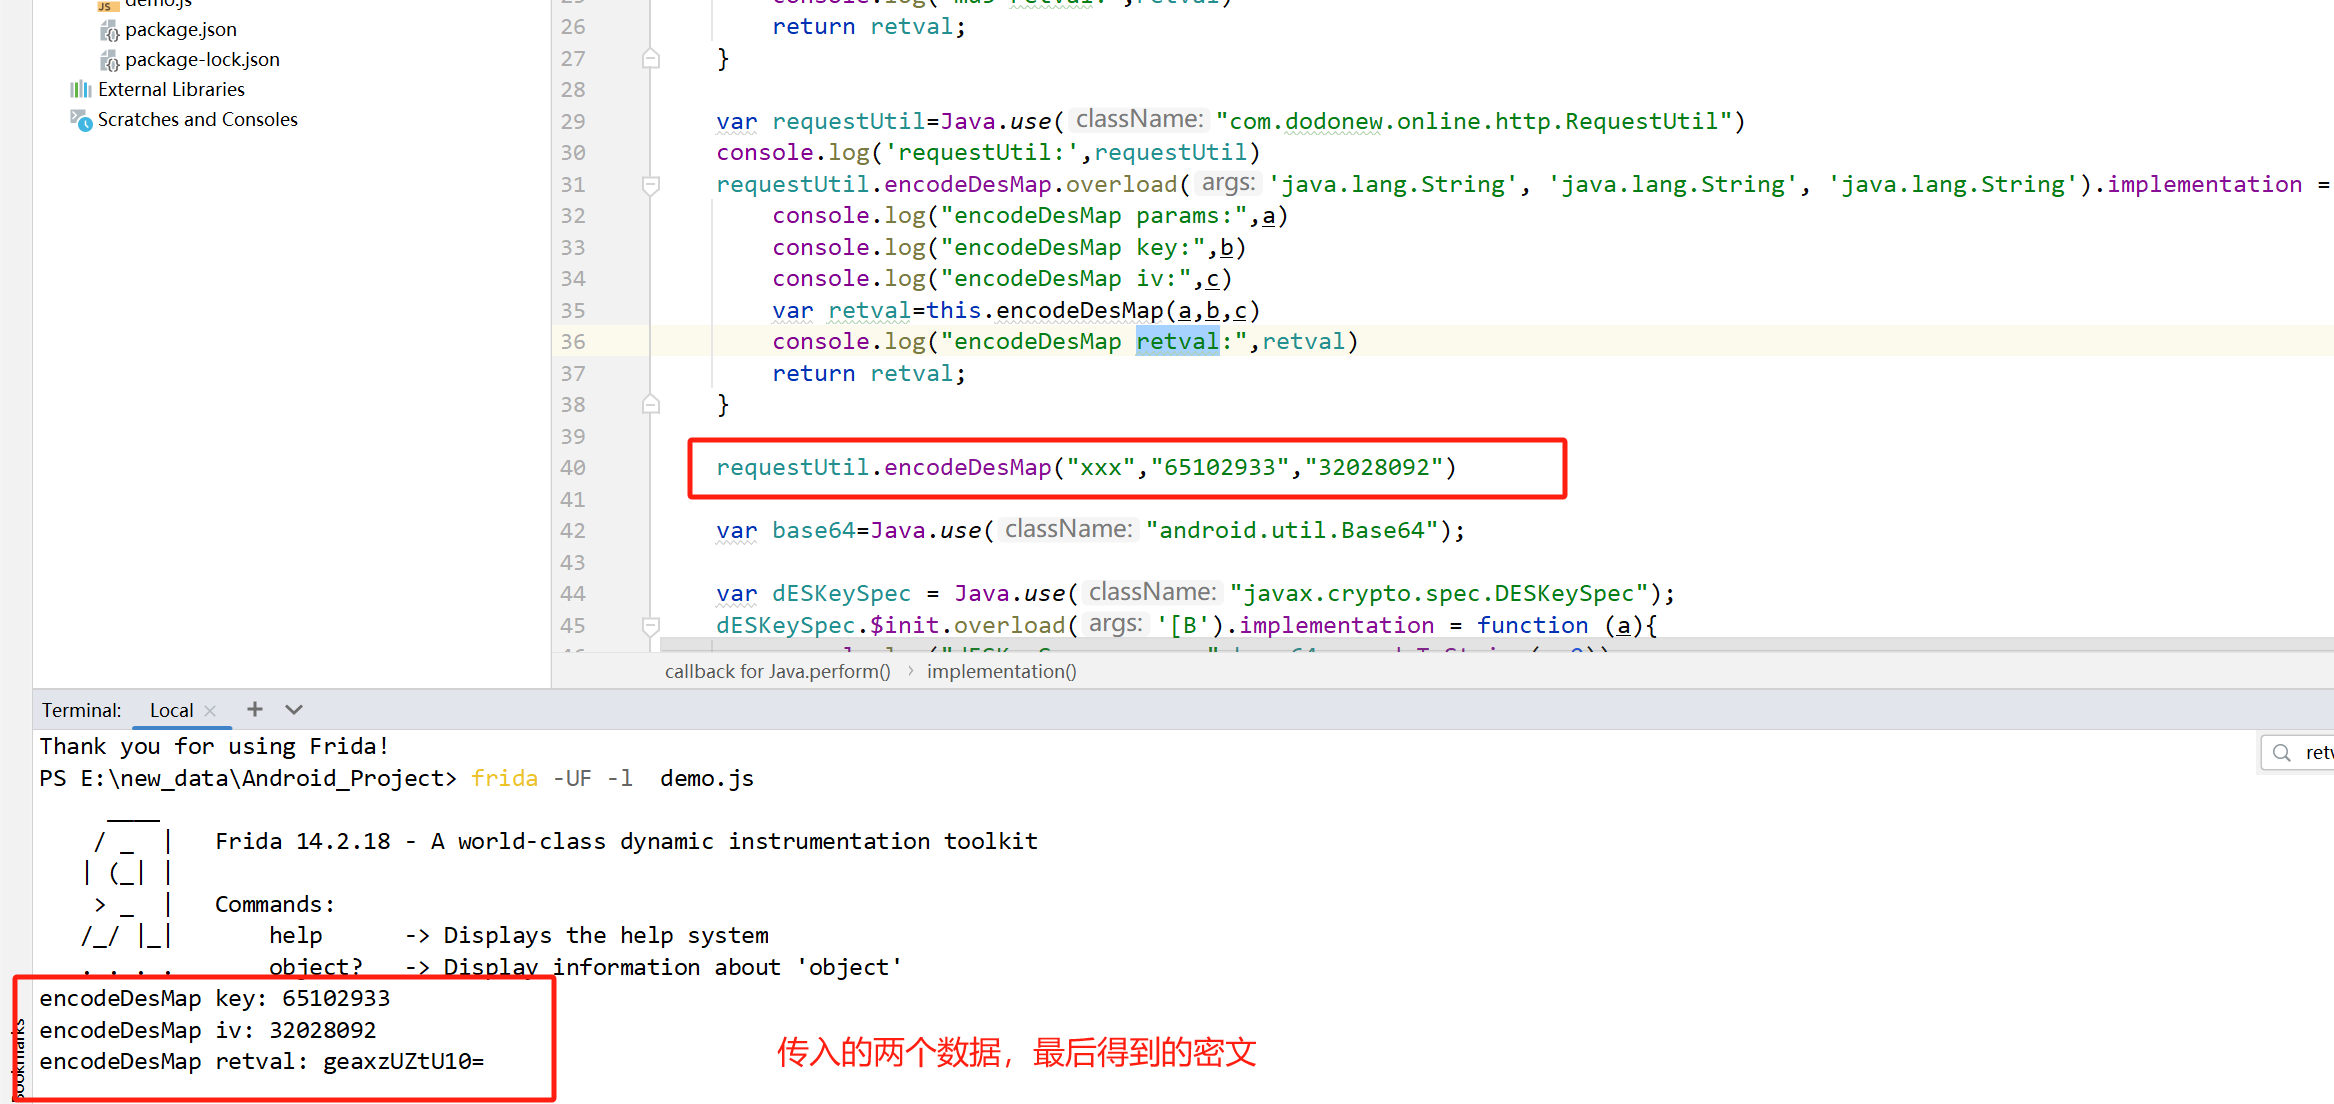 demo.js
package.json
package-lock.json
External Libraries
Scratches and Consoles
26 return retval;
27 }
28
29 var requestUtil=Java.use( className: "com.dodonew.online.http.RequestUtil")
30 console.log('requestUtil:',requestUtil)
31 requestUtil.encodeDesMap.overload( args: 'java.lang.String', 'java.lang.String', 'java.lang.String').implementation =
32 console.log("encodeDesMap params:",a)
33 console.log("encodeDesMap key:",b)
34 console.log("encodeDesMap iv:",c)
35 var retval=this.encodeDesMap(a,b,c)
36 console.log("encodeDesMap retval:",retval)
37 return retval;
38 }
39
40 requestUtil.encodeDesMap("xxx","65102933","32028092")
41
42 var base64=Java.use( className: "android.util.Base64");
43
44 var dESKeySpec = Java.use( className: "javax.crypto.spec.DESKeySpec");
45 dESKeySpec.$init.overload( args: '[B').implementation = function (a){
callback for Java.perform() › implementation()
Terminal: Local
Thank you for using Frida!
PS E:\new_data\Android_Project> frida -UF -l demo.js
Frida 14.2.18 - A world-class dynamic instrumentation toolkit
Commands:
help -> Displays the help system
object? -> Display information about 'object'
encodeDesMap key: 65102933
encodeDesMap iv: 32028092
encodeDesMap retval: geaxzUZtU10=
传入的两个数据，最后得到的密文